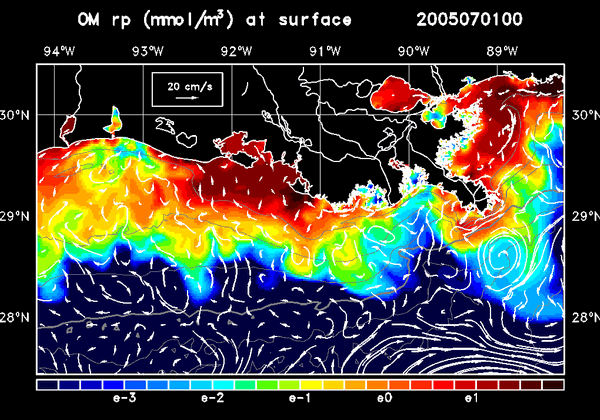 OM rp (mmol/m³) at surface 2005070100
94°W 93°W 92°W 91°W 90°W 89°W
20 cm/s
30°N 30°N
29°N 29°N
28°N 28°N
e-3 e-2 e-1 e0 e1